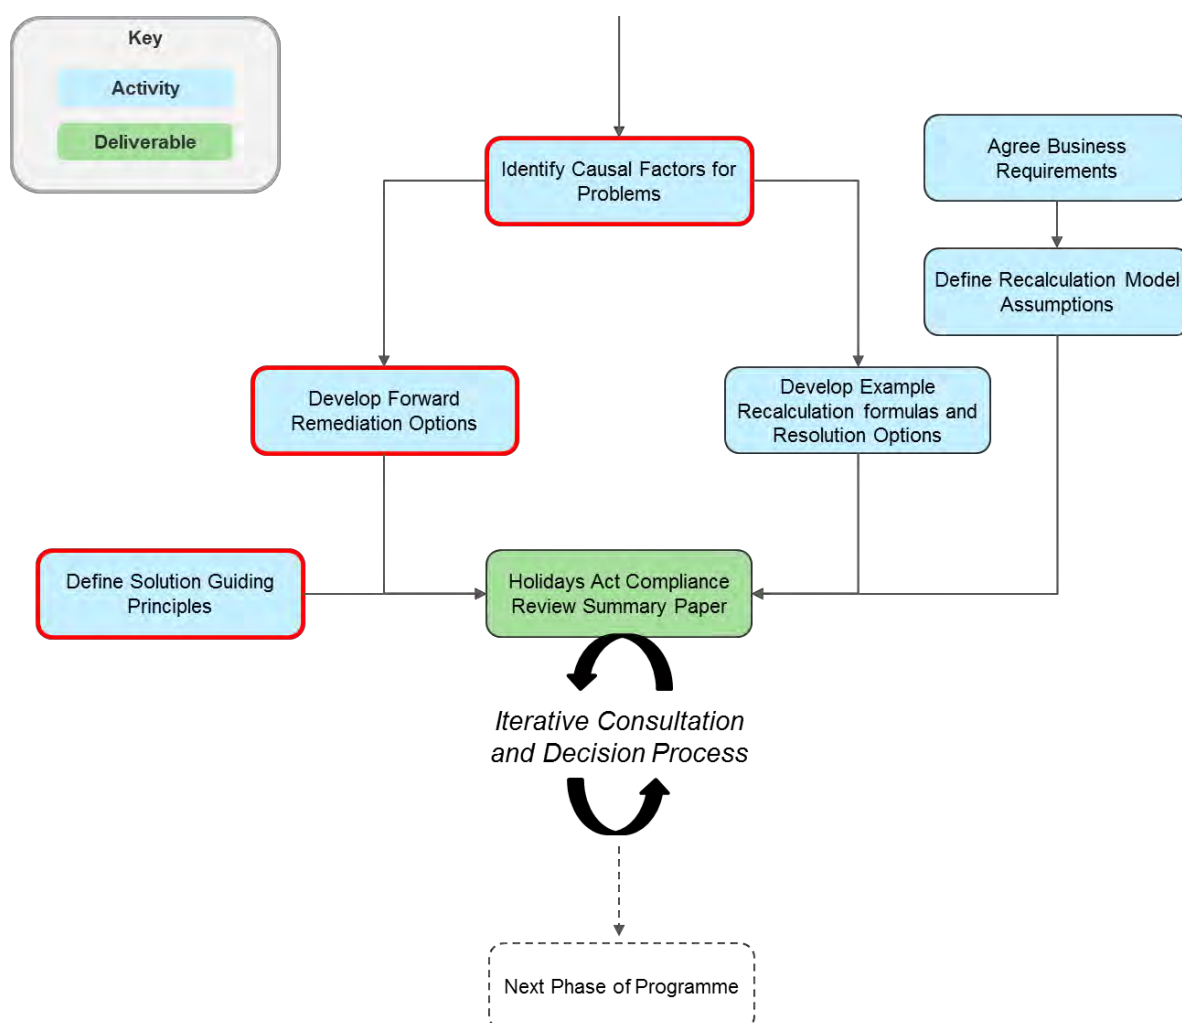 Key
Activity
Deliverable
Identify Causal Factors for
Problems
Agree Business
Requirements
Define Recalculation Model
Assumptions
Develop Forward
Remediation Options
Develop Example
Recalculation formulas and
Resolution Options
Define Solution Guiding
Principles
Holidays Act Compliance
Review Summary Paper
Iterative Consultation
and Decision Process
Next Phase of Programme